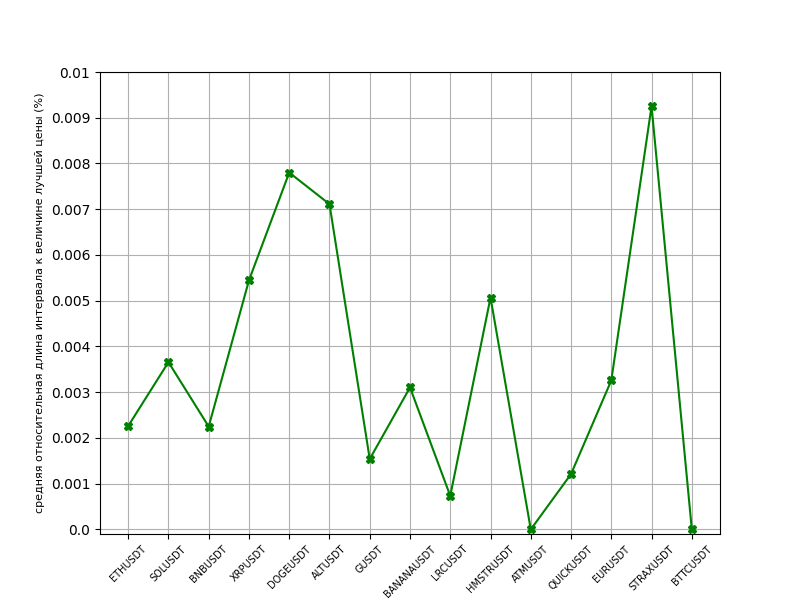 средняя относительная длина интервала к величине лучшей цены (%)
0.01
0.009
0.008
0.007
0.006
0.005
0.004
0.003
0.002
0.001
0.0
ETHUSDT
SOLUSDT
BNBUSDT
XRPUSDT
DOGEUSDT
ALTUSDT
GUSDT
BANANAUSDT
LRCUSDT
HMSTRUSDT
ATMUSDT
QUICKUSDT
EURUSDT
STRAXUSDT
BTTCUSDT